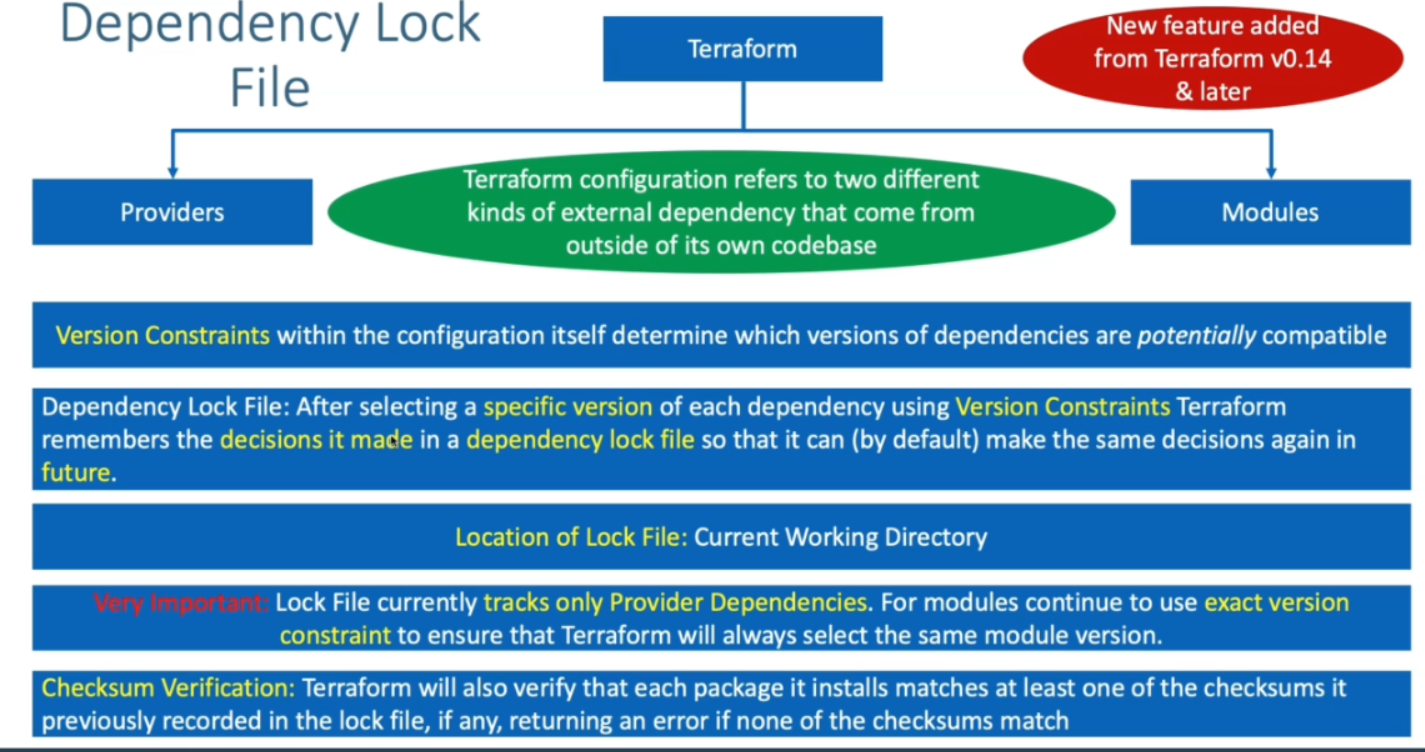 Dependency Lock
File
Terraform
New feature added
from Terraform v0.14
& later
Providers
Terraform configuration refers to two different
kinds of external dependency that come from
outside of its own codebase
Modules
Version Constraints within the configuration itself determine which versions of dependencies are potentially compatible
Dependency Lock File: After selecting a specific version of each dependency using Version Constraints Terraform
remembers the decisions it made in a dependency lock file so that it can (by default) make the same decisions again in
future.
Location of Lock File: Current Working Directory
Very Important: Lock File currently tracks only Provider Dependencies. For modules continue to use exact version
constraint to ensure that Terraform will always select the same module version.
Checksum Verification: Terraform will also verify that each package it installs matches at least one of the checksums it
previously recorded in the lock file, if any, returning an error if none of the checksums match